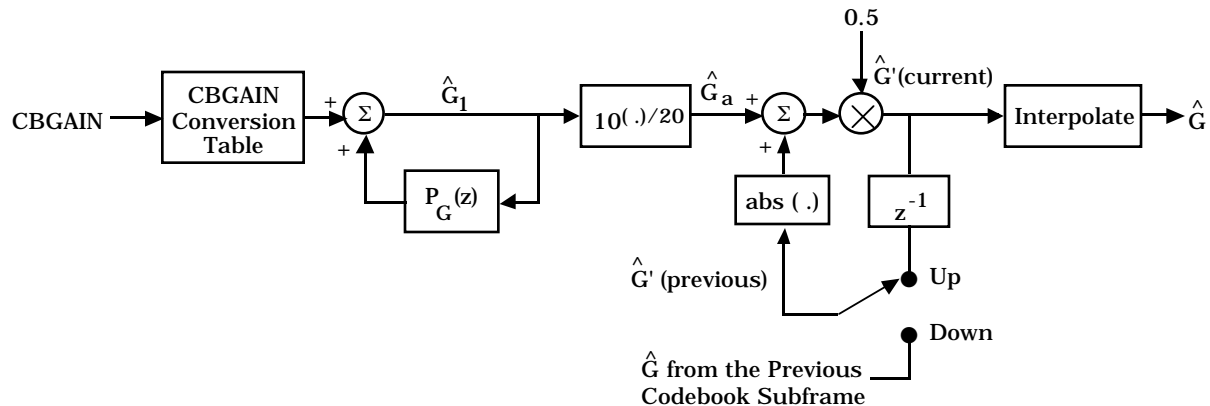 0.5
CBGAIN
CBGAIN
Conversion
Table
+
Σ
+
Ĝ₁
P_G(z)
10^(.)/20
Ĝₐ
+
Σ
+
Ĝ'(current)
Interpolate
Ĝ
abs (.)
z⁻¹
Ĝ' (previous)
Up
Down
Ĝ from the Previous
Codebook Subframe